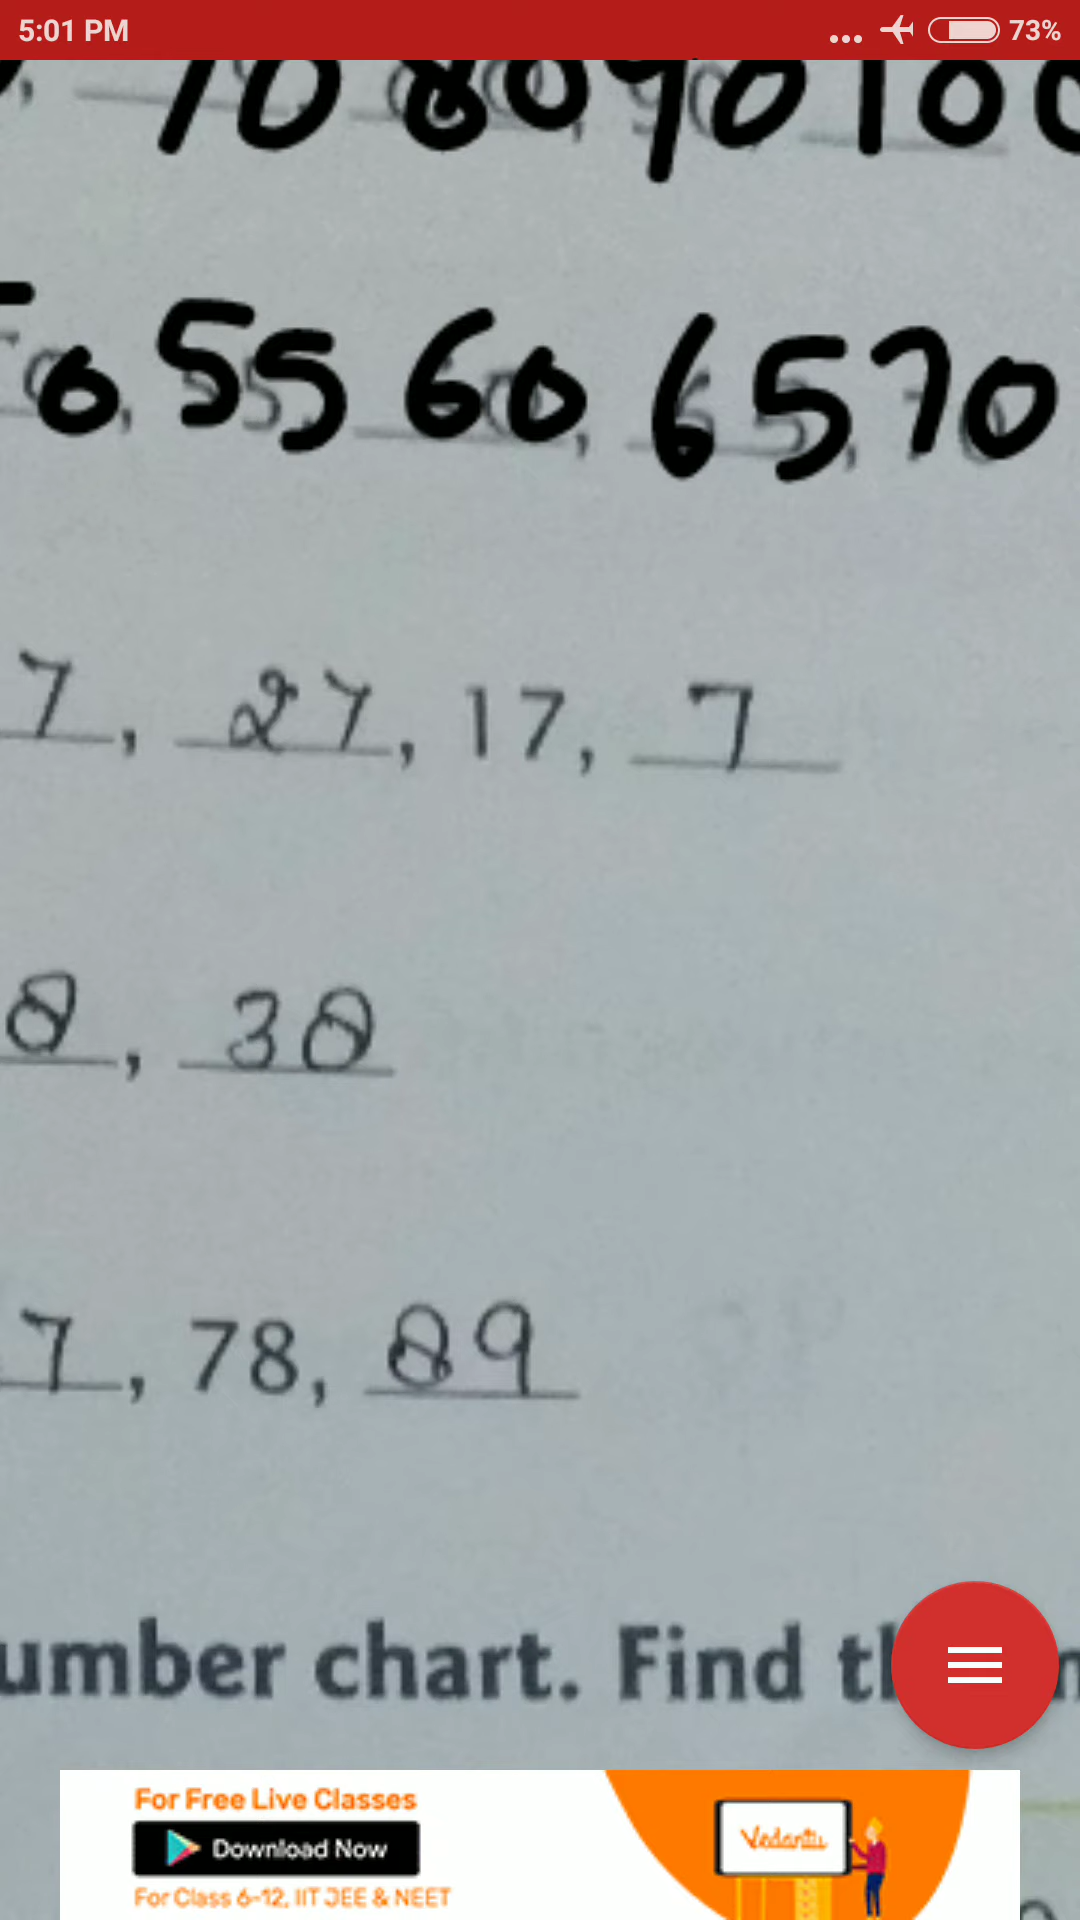 5:01 PM ... 73%
, 70 80 90 100
0, 55 60 65 70
7, 27, 17, 7
8, 38
7, 78, 89
umber chart. Find t
For Free Live Classes
Download Now
Vedantu
For Class 6-12, IIT JEE & NEET